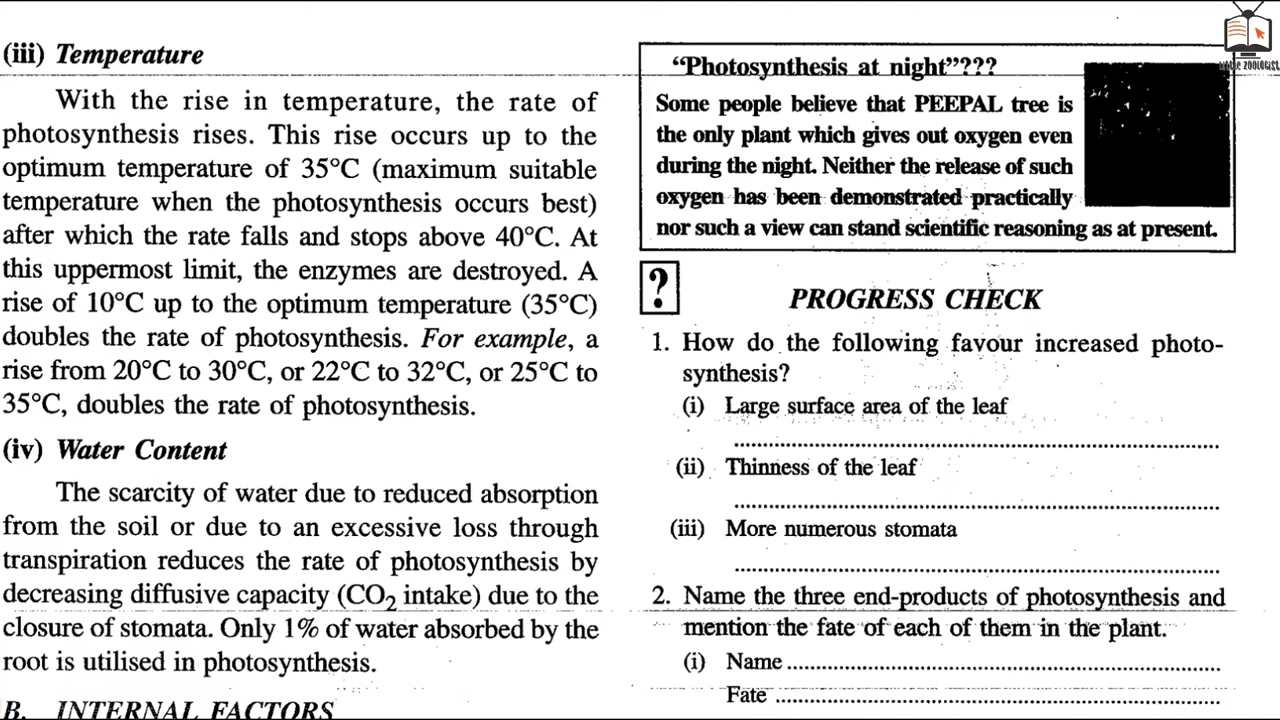 (iii) Temperature
With the rise in temperature, the rate of
photosynthesis rises. This rise occurs up to the
optimum temperature of 35°C (maximum suitable
temperature when the photosynthesis occurs best)
after which the rate falls and stops above 40°C. At
this uppermost limit, the enzymes are destroyed. A
rise of 10°C up to the optimum temperature (35°C)
doubles the rate of photosynthesis. For example, a
rise from 20°C to 30°C, or 22°C to 32°C, or 25°C to
35°C, doubles the rate of photosynthesis.
(iv) Water Content
The scarcity of water due to reduced absorption
from the soil or due to an excessive loss through
transpiration reduces the rate of photosynthesis by
decreasing diffusive capacity (CO₂ intake) due to the
closure of stomata. Only 1% of water absorbed by the
root is utilised in photosynthesis.
B. INTERNAL FACTORS
"Photosynthesis at night"???
Some people believe that PEEPAL tree is
the only plant which gives out oxygen even
during the night. Neither the release of such
oxygen has been demonstrated practically
nor such a view can stand scientific reasoning as at present.
?
PROGRESS CHECK
1. How do the following favour increased photo-
synthesis?
(i) Large surface area of the leaf
(ii) Thinness of the leaf
(iii) More numerous stomata
2. Name the three end-products of photosynthesis and
mention the fate of each of them in the plant.
(i) Name
Fate
ZOOLOGIST